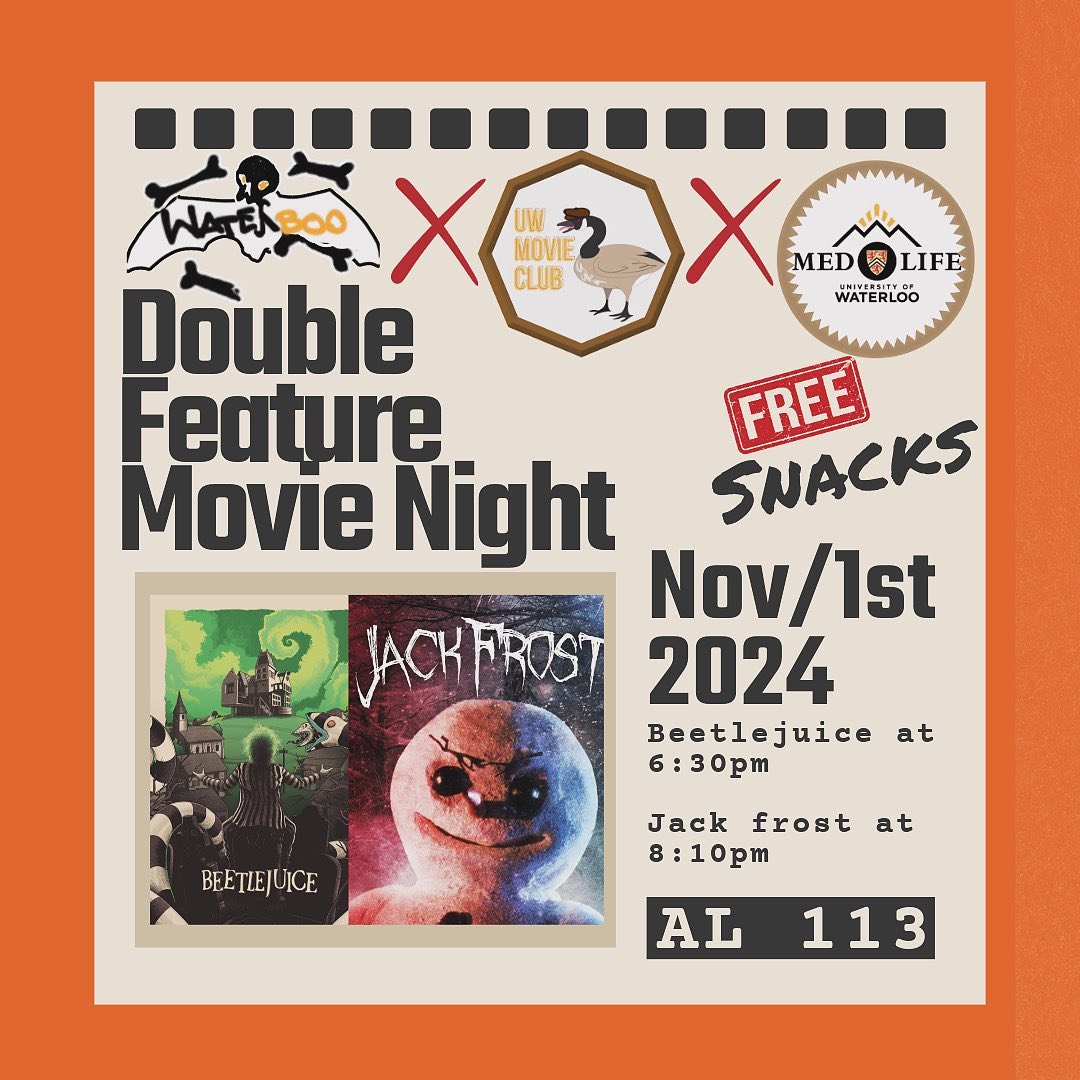 WATERBOO
UW
MOVIE
CLUB
MED LIFE
UNIVERSITY OF
WATERLOO
Double
Feature
Movie Night
FREE
SNACKS
JACK FROST
BEETLEJUICE
Nov/1st
2024
Beetlejuice at
6:30pm
Jack frost at
8:10pm
AL 113